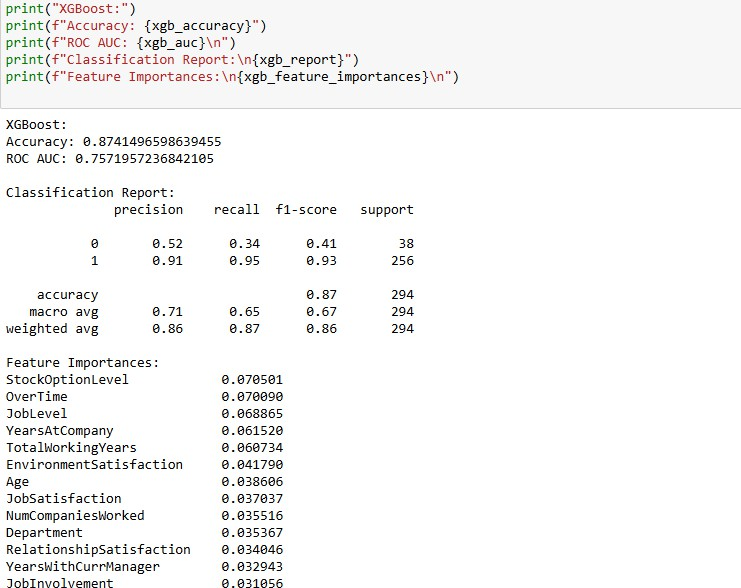 print("XGBoost:")
print(f"Accuracy: {xgb_accuracy}")
print(f"ROC AUC: {xgb_auc}\n")
print(f"Classification Report:\n{xgb_report}")
print(f"Feature Importances:\n{xgb_feature_importances}\n")
XGBoost:
Accuracy: 0.8741496598639455
ROC AUC: 0.7571957236842105
Classification Report:
precision recall f1-score support
0 0.52 0.34 0.41 38
1 0.91 0.95 0.93 256
accuracy 0.87 294
macro avg 0.71 0.65 0.67 294
weighted avg 0.86 0.87 0.86 294
Feature Importances:
StockOptionLevel 0.070501
OverTime 0.070090
JobLevel 0.068865
YearsAtCompany 0.061520
TotalWorkingYears 0.060734
EnvironmentSatisfaction 0.041790
Age 0.038606
JobSatisfaction 0.037037
NumCompaniesWorked 0.035516
Department 0.035367
RelationshipSatisfaction 0.034046
YearsWithCurrManager 0.032943
JobInvolvement 0.031056